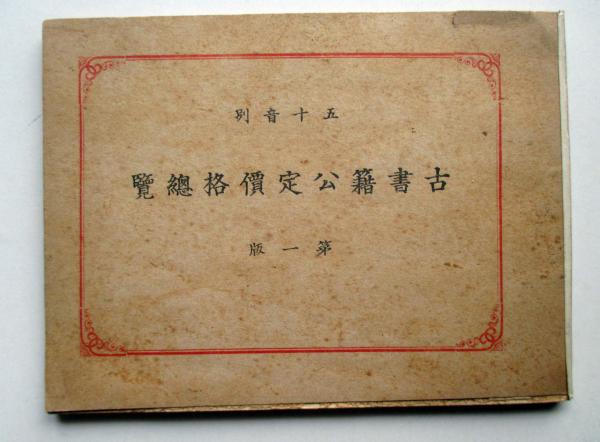 五十音別
古書籍公定價格總覽
第一版